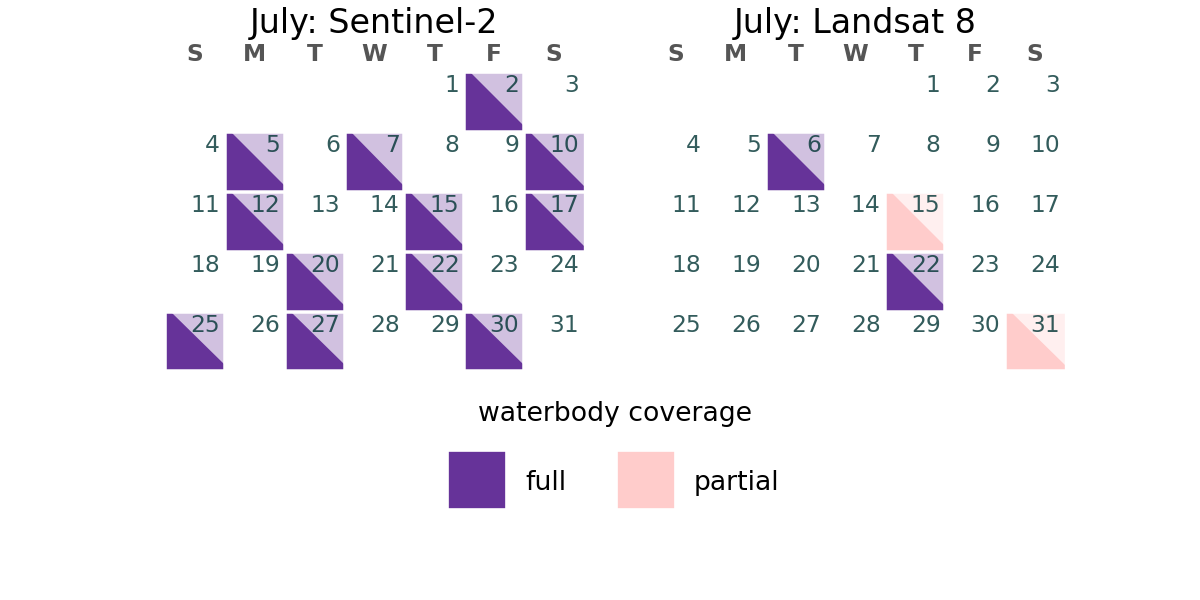 July: Sentinel-2
S M T W T F S
1 2 3
4 5 6 7 8 9 10
11 12 13 14 15 16 17
18 19 20 21 22 23 24
25 26 27 28 29 30 31
July: Landsat 8
S M T W T F S
1 2 3
4 5 6 7 8 9 10
11 12 13 14 15 16 17
18 19 20 21 22 23 24
25 26 27 28 29 30 31
waterbody coverage
full partial